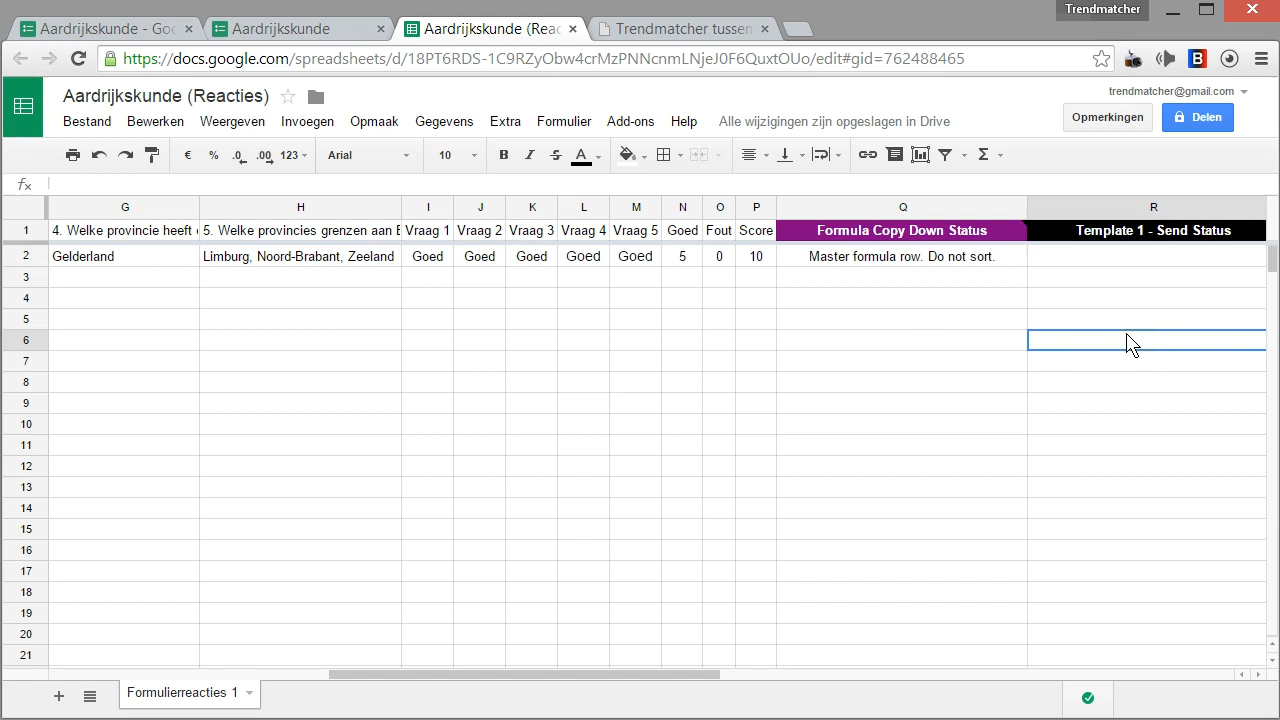 Trendmatcher
Aardrijkskunde - Goo
Aardrijkskunde
Aardrijkskunde (Reac
Trendmatcher tussen
https://docs.google.com/spreadsheets/d/18PT6RDS-1C9RZyObw4crMzPNNcnmLNjeJ0F6QuxtOUo/edit#gid=762488465
Aardrijkskunde (Reacties)
trendmatcher@gmail.com
Bestand Bewerken Weergeven Invoegen Opmaak Gegevens Extra Formulier Add-ons Help Alle wijzigingen zijn opgeslagen in Drive
Opmerkingen Delen
€ % .0 .00 123 Arial 10 B I S A Σ
fx
G H I J K L M N O P Q R
1 4. Welke provincie heeft 5. Welke provincies grenzen aan Vraag 1 Vraag 2 Vraag 3 Vraag 4 Vraag 5 Goed Fout Score Formula Copy Down Status Template 1 - Send Status
2 Gelderland Limburg, Noord-Brabant, Zeeland Goed Goed Goed Goed Goed 5 0 10 Master formula row. Do not sort.
3
4
5
6
7
8
9
10
11
12
13
14
15
16
17
18
19
20
21
Formulierreacties 1